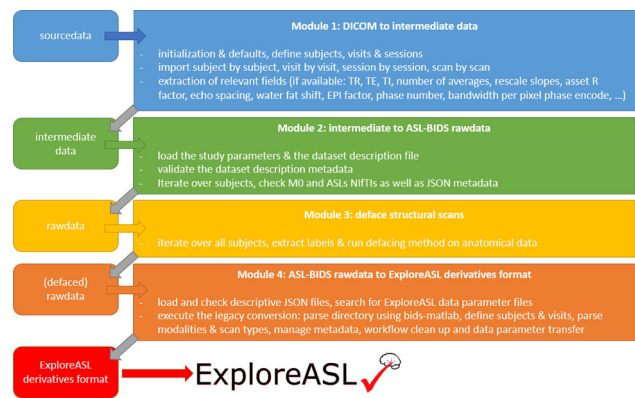 sourcedata
Module 1: DICOM to intermediate data
- initialization & defaults, define subjects, visits & sessions
- import subject by subject, visit by visit, session by session, scan by scan
- extraction of relevant fields (if available: TR, TE, TI, number of averages, rescale slopes, asset R
factor, echo spacing, water fat shift, EPI factor, phase number, bandwidth per pixel phase encode, ...)
intermediate
data
Module 2: intermediate to ASL-BIDS rawdata
- load the study parameters & the dataset description file
- validate the dataset description metadata
- Iterate over subjects, check M0 and ASLs NIfTIs as well as JSON metadata
rawdata
Module 3: deface structural scans
- iterate over all subjects, extract labels & run defacing method on anatomical data
(defaced)
rawdata
Module 4: ASL-BIDS rawdata to ExploreASL derivatives format
- load and check descriptive JSON files, search for ExploreASL data parameter files
- execute the legacy conversion: parse directory using bids-matlab, define subjects & visits, parse
modalities & scan types, manage metadata, workflow clean up and data parameter transfer
ExploreASL
derivatives format
ExploreASL